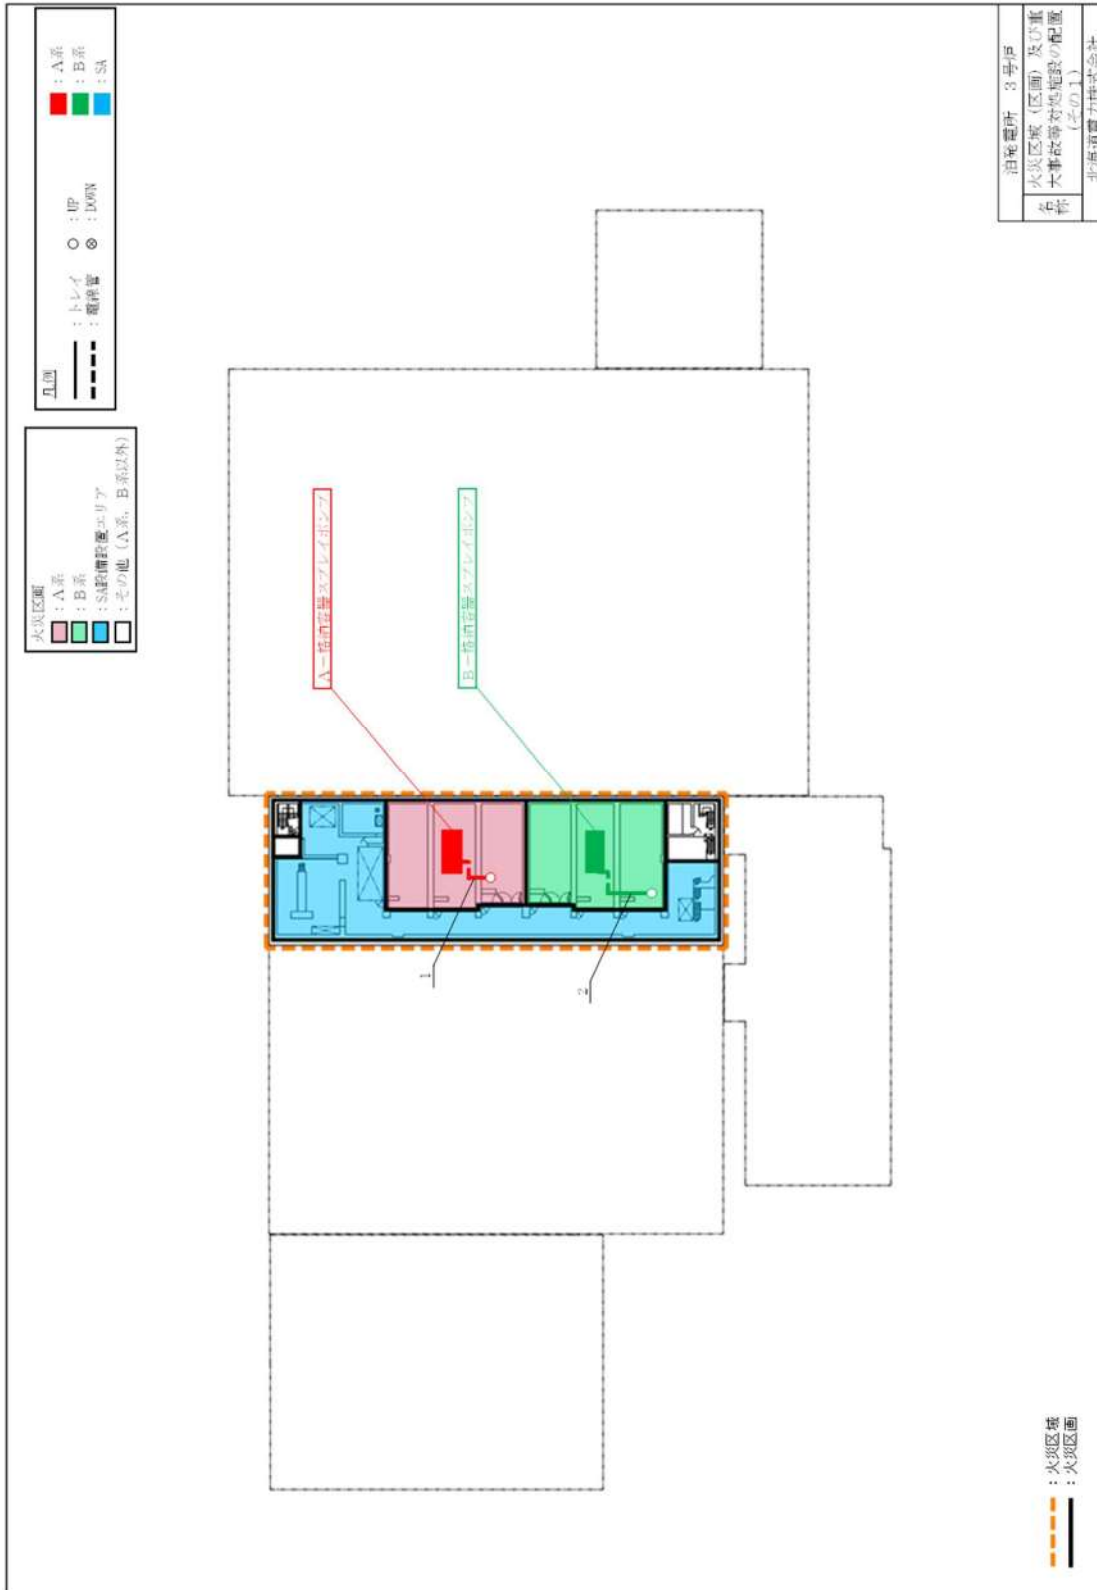 火災区画
：A系
：B系
：SA設備設置エリア
：その他（A系，B系以外）
凡例
：トレイ
：電線管
○：UP
⊗：DOWN
：A系
：B系
：SA
A－格納容器スプレイポンプ
B－格納容器スプレイポンプ
1
2
：火災区域
：火災区画
泊発電所 3号炉
名称
火災区域（区画）及び重
大事故等対処施設の配置
（その1）
北海道電力株式会社